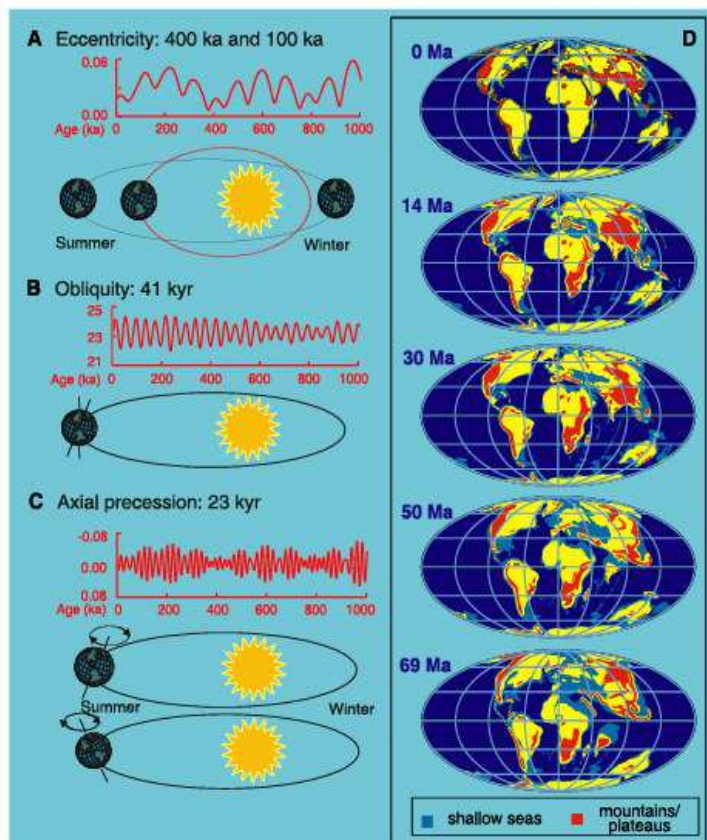 A Eccentricity: 400 ka and 100 ka
0.06
0.00
Age (ka) 0 200 400 600 800 1000
Summer
Winter
B Obliquity: 41 kyr
25
23
21
Age (ka) 0 200 400 600 800 1000
C Axial precession: 23 kyr
-0.08
0.00
0.08
Age (ka) 0 200 400 600 800 1000
Summer
Winter
D
0 Ma
14 Ma
30 Ma
50 Ma
69 Ma
shallow seas
mountains/
plateaus